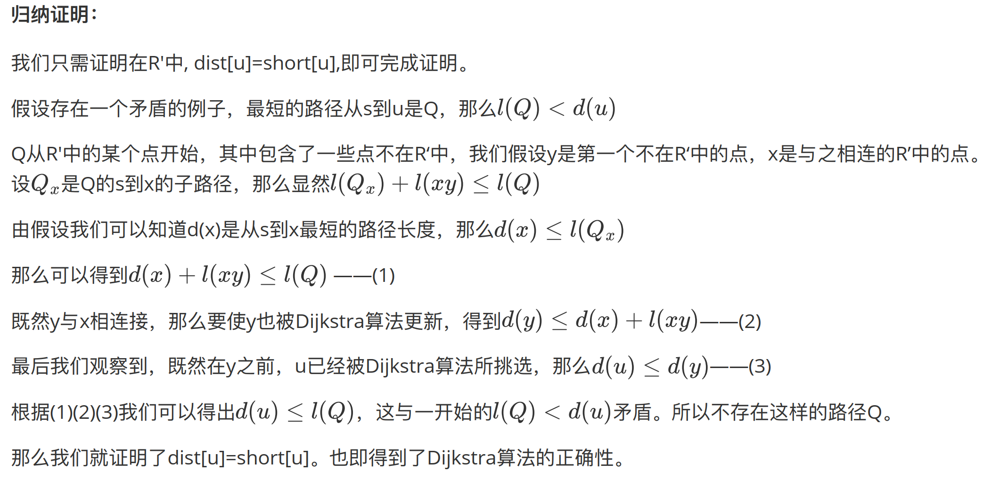 归纳证明：
我们只需证明在R'中, dist[u]=short[u],即可完成证明。
假设存在一个矛盾的例子，最短的路径从s到u是Q，那么l(Q) < d(u)
Q从R'中的某个点开始，其中包含了一些点不在R‘中，我们假设y是第一个不在R‘中的点，x是与之相连的R’中的点。
设Qₓ是Q的s到x的子路径，那么显然l(Qₓ) + l(xy) ≤ l(Q)
由假设我们可以知道d(x)是从s到x最短的路径长度，那么d(x) ≤ l(Qₓ)
那么可以得到d(x) + l(xy) ≤ l(Q) ——(1)
既然y与x相连接，那么要使y也被Dijkstra算法更新，得到d(y) ≤ d(x) + l(xy)——(2)
最后我们观察到，既然在y之前，u已经被Dijkstra算法所挑选，那么d(u) ≤ d(y)——(3)
根据(1)(2)(3)我们可以得出d(u) ≤ l(Q)，这与一开始的l(Q) < d(u)矛盾。所以不存在这样的路径Q。
那么我们就证明了dist[u]=short[u]。也即得到了Dijkstra算法的正确性。